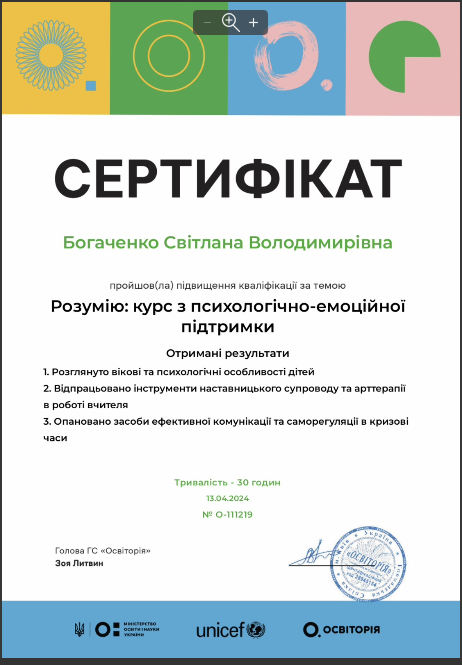 СЕРТИФІКАТ
Богаченко Світлана Володимирівна
пройшов(ла) підвищення кваліфікації за темою
Розумію: курс з психологічно-емоційної
підтримки
Отримані результати
1. Розглянуто вікові та психологічні особливості дітей
2. Відпрацьовано інструменти наставницького супроводу та арттерапії
в роботі вчителя
3. Опановано засоби ефективної комунікації та саморегуляції в кризові
часи
Тривалість - 30 годин
13.04.2024
№ О-111219
Голова ГС «Освіторія»
Зоя Литвин
«ОСВІТОРІЯ»
МІНІСТЕРСТВО
ОСВІТИ І НАУКИ
УКРАЇНИ
unicef
ОСВІТОРІЯ